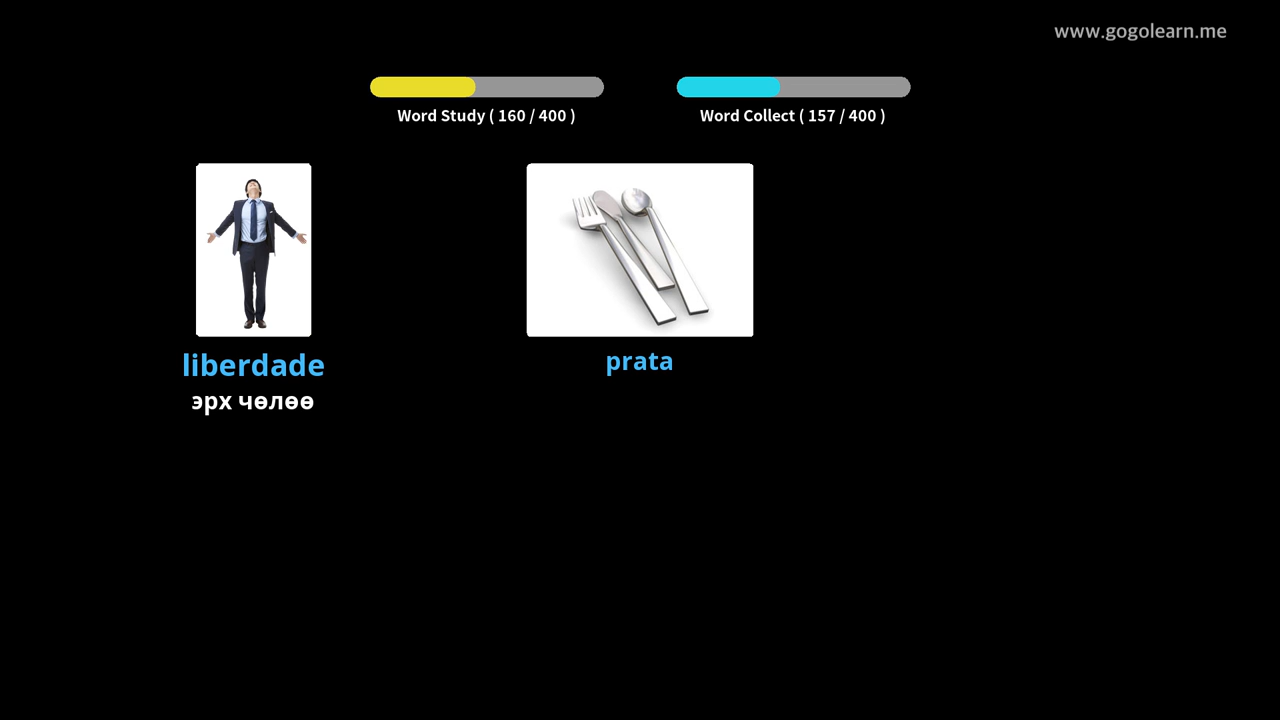 www.gogolearn.me
Word Study ( 160 / 400 )
Word Collect ( 157 / 400 )
liberdade
эрх чөлөө
prata